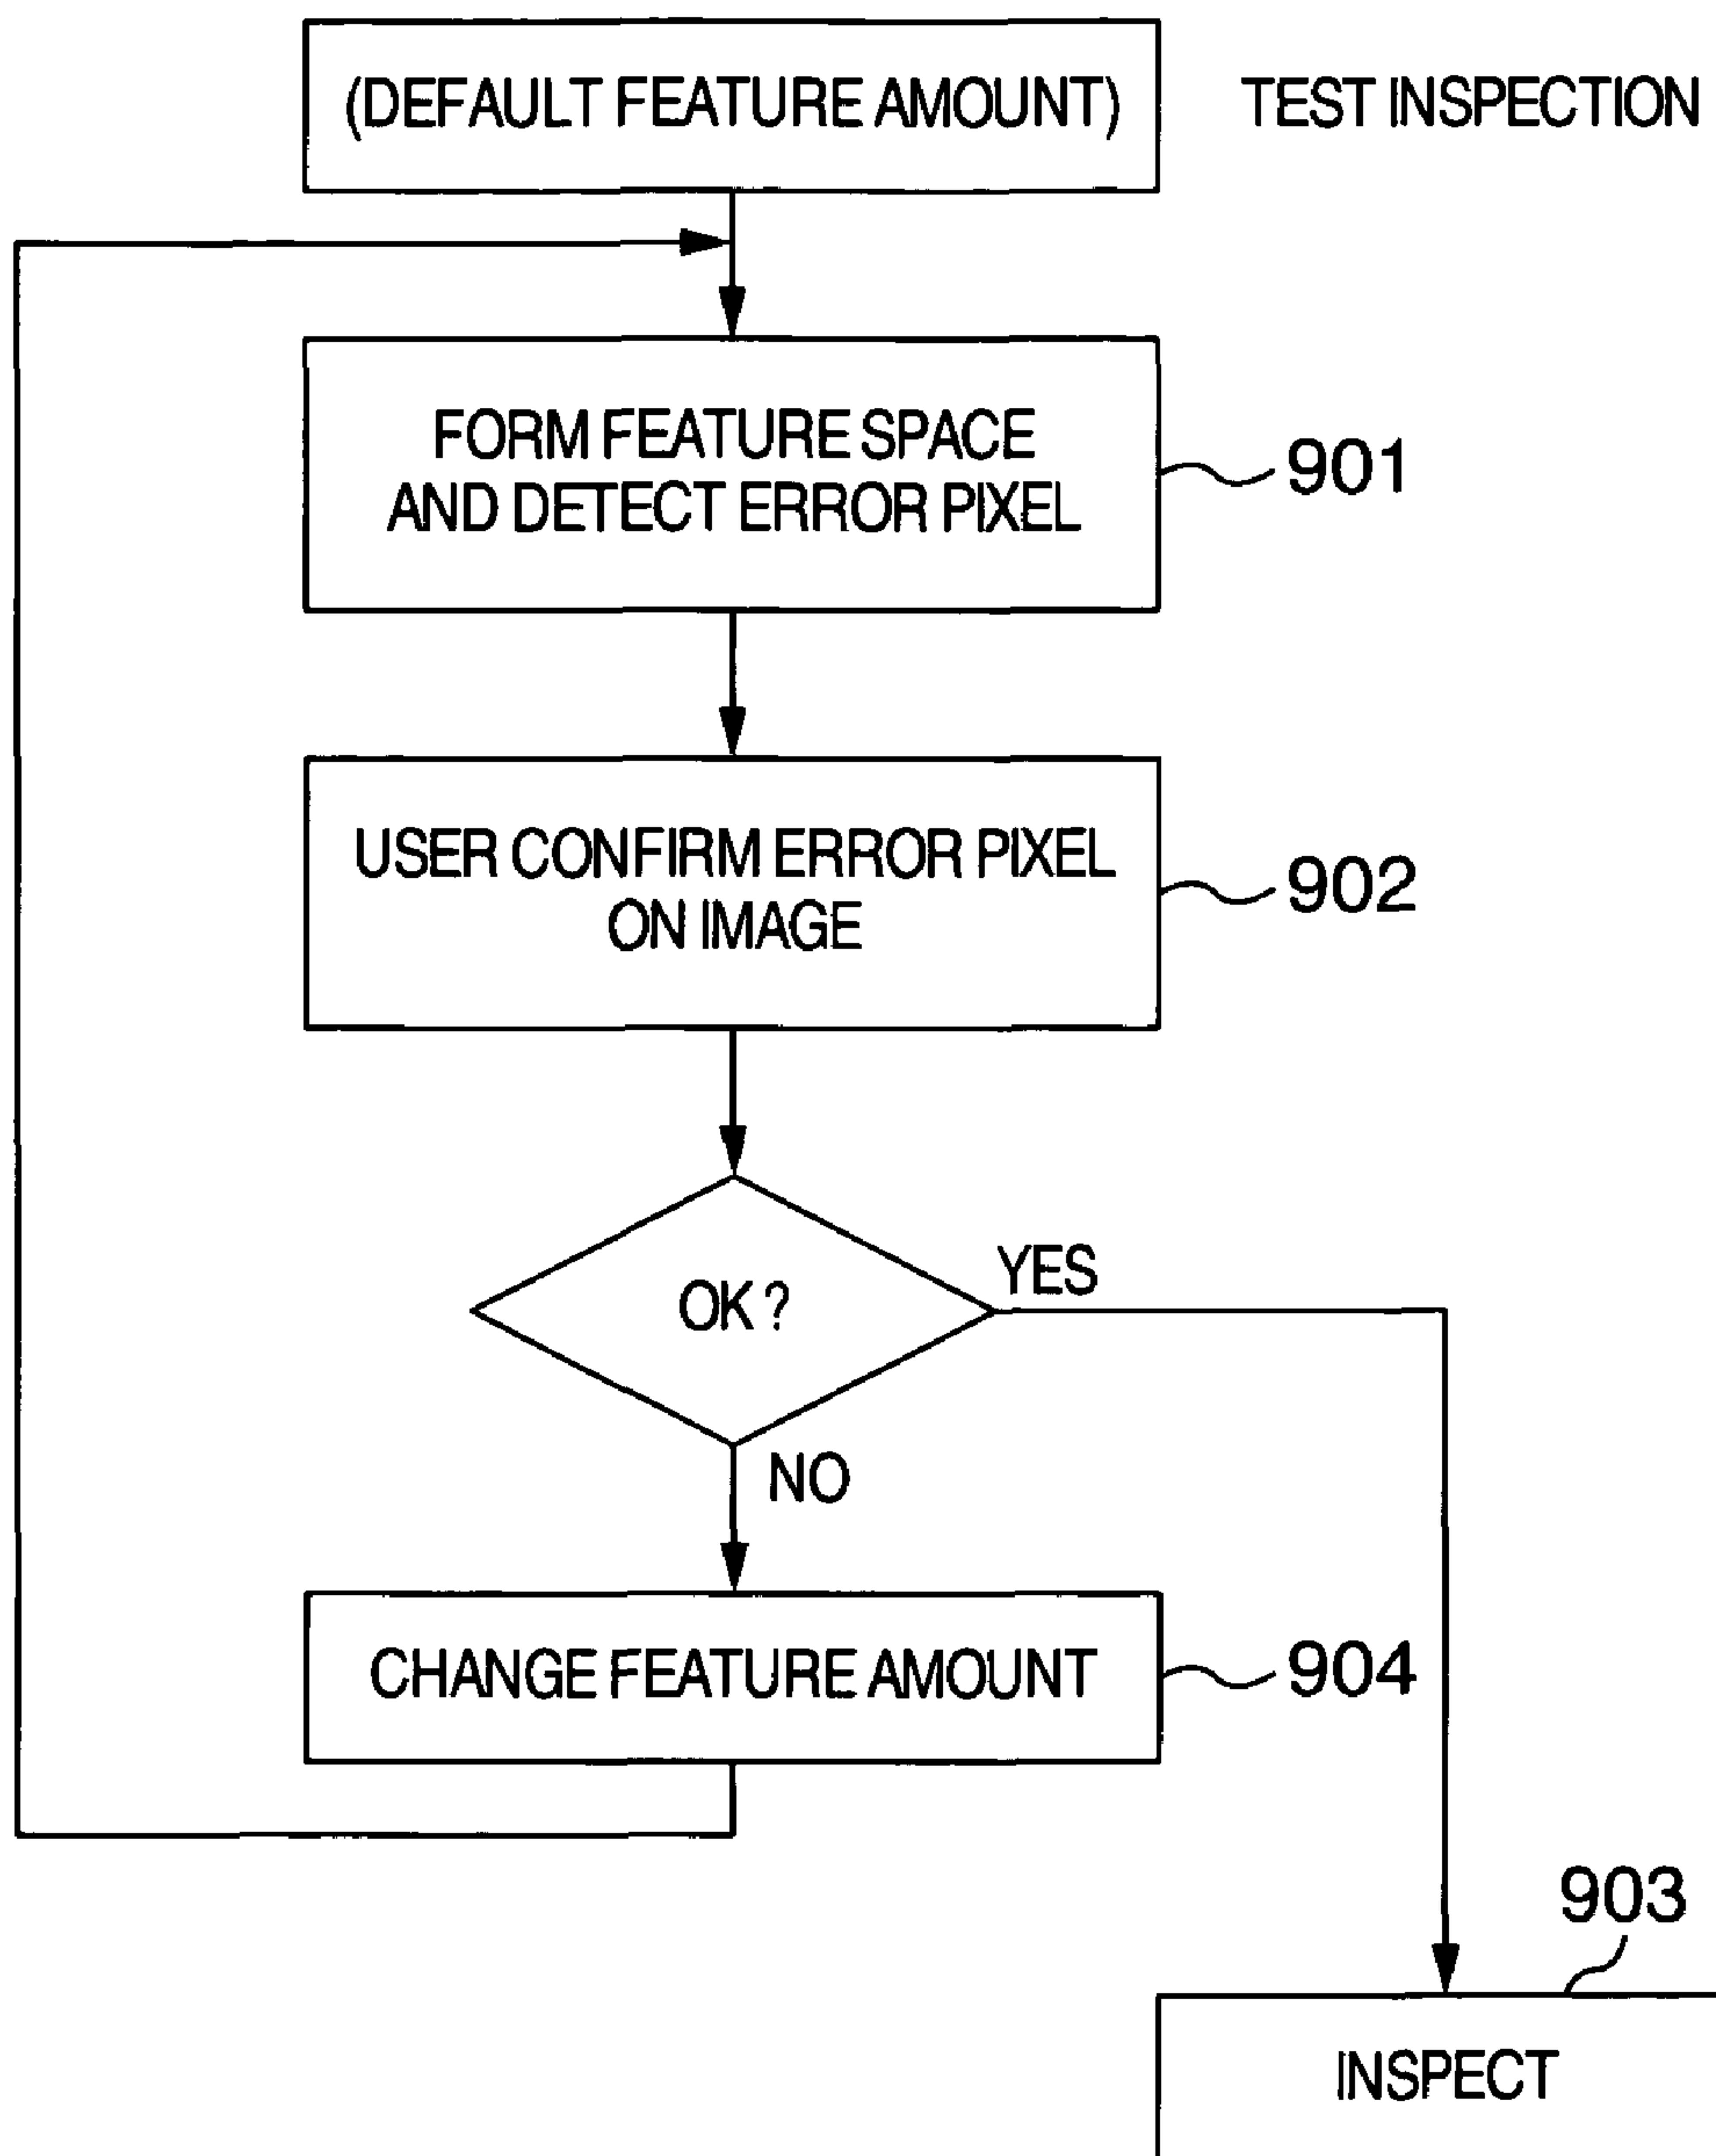 (DEFAULT FEATURE AMOUNT)
TEST INSPECTION
FORM FEATURE SPACE
AND DETECT ERROR PIXEL
901
USER CONFIRM ERROR PIXEL
ON IMAGE
902
OK?
YES
NO
CHANGE FEATURE AMOUNT
904
903
INSPECT